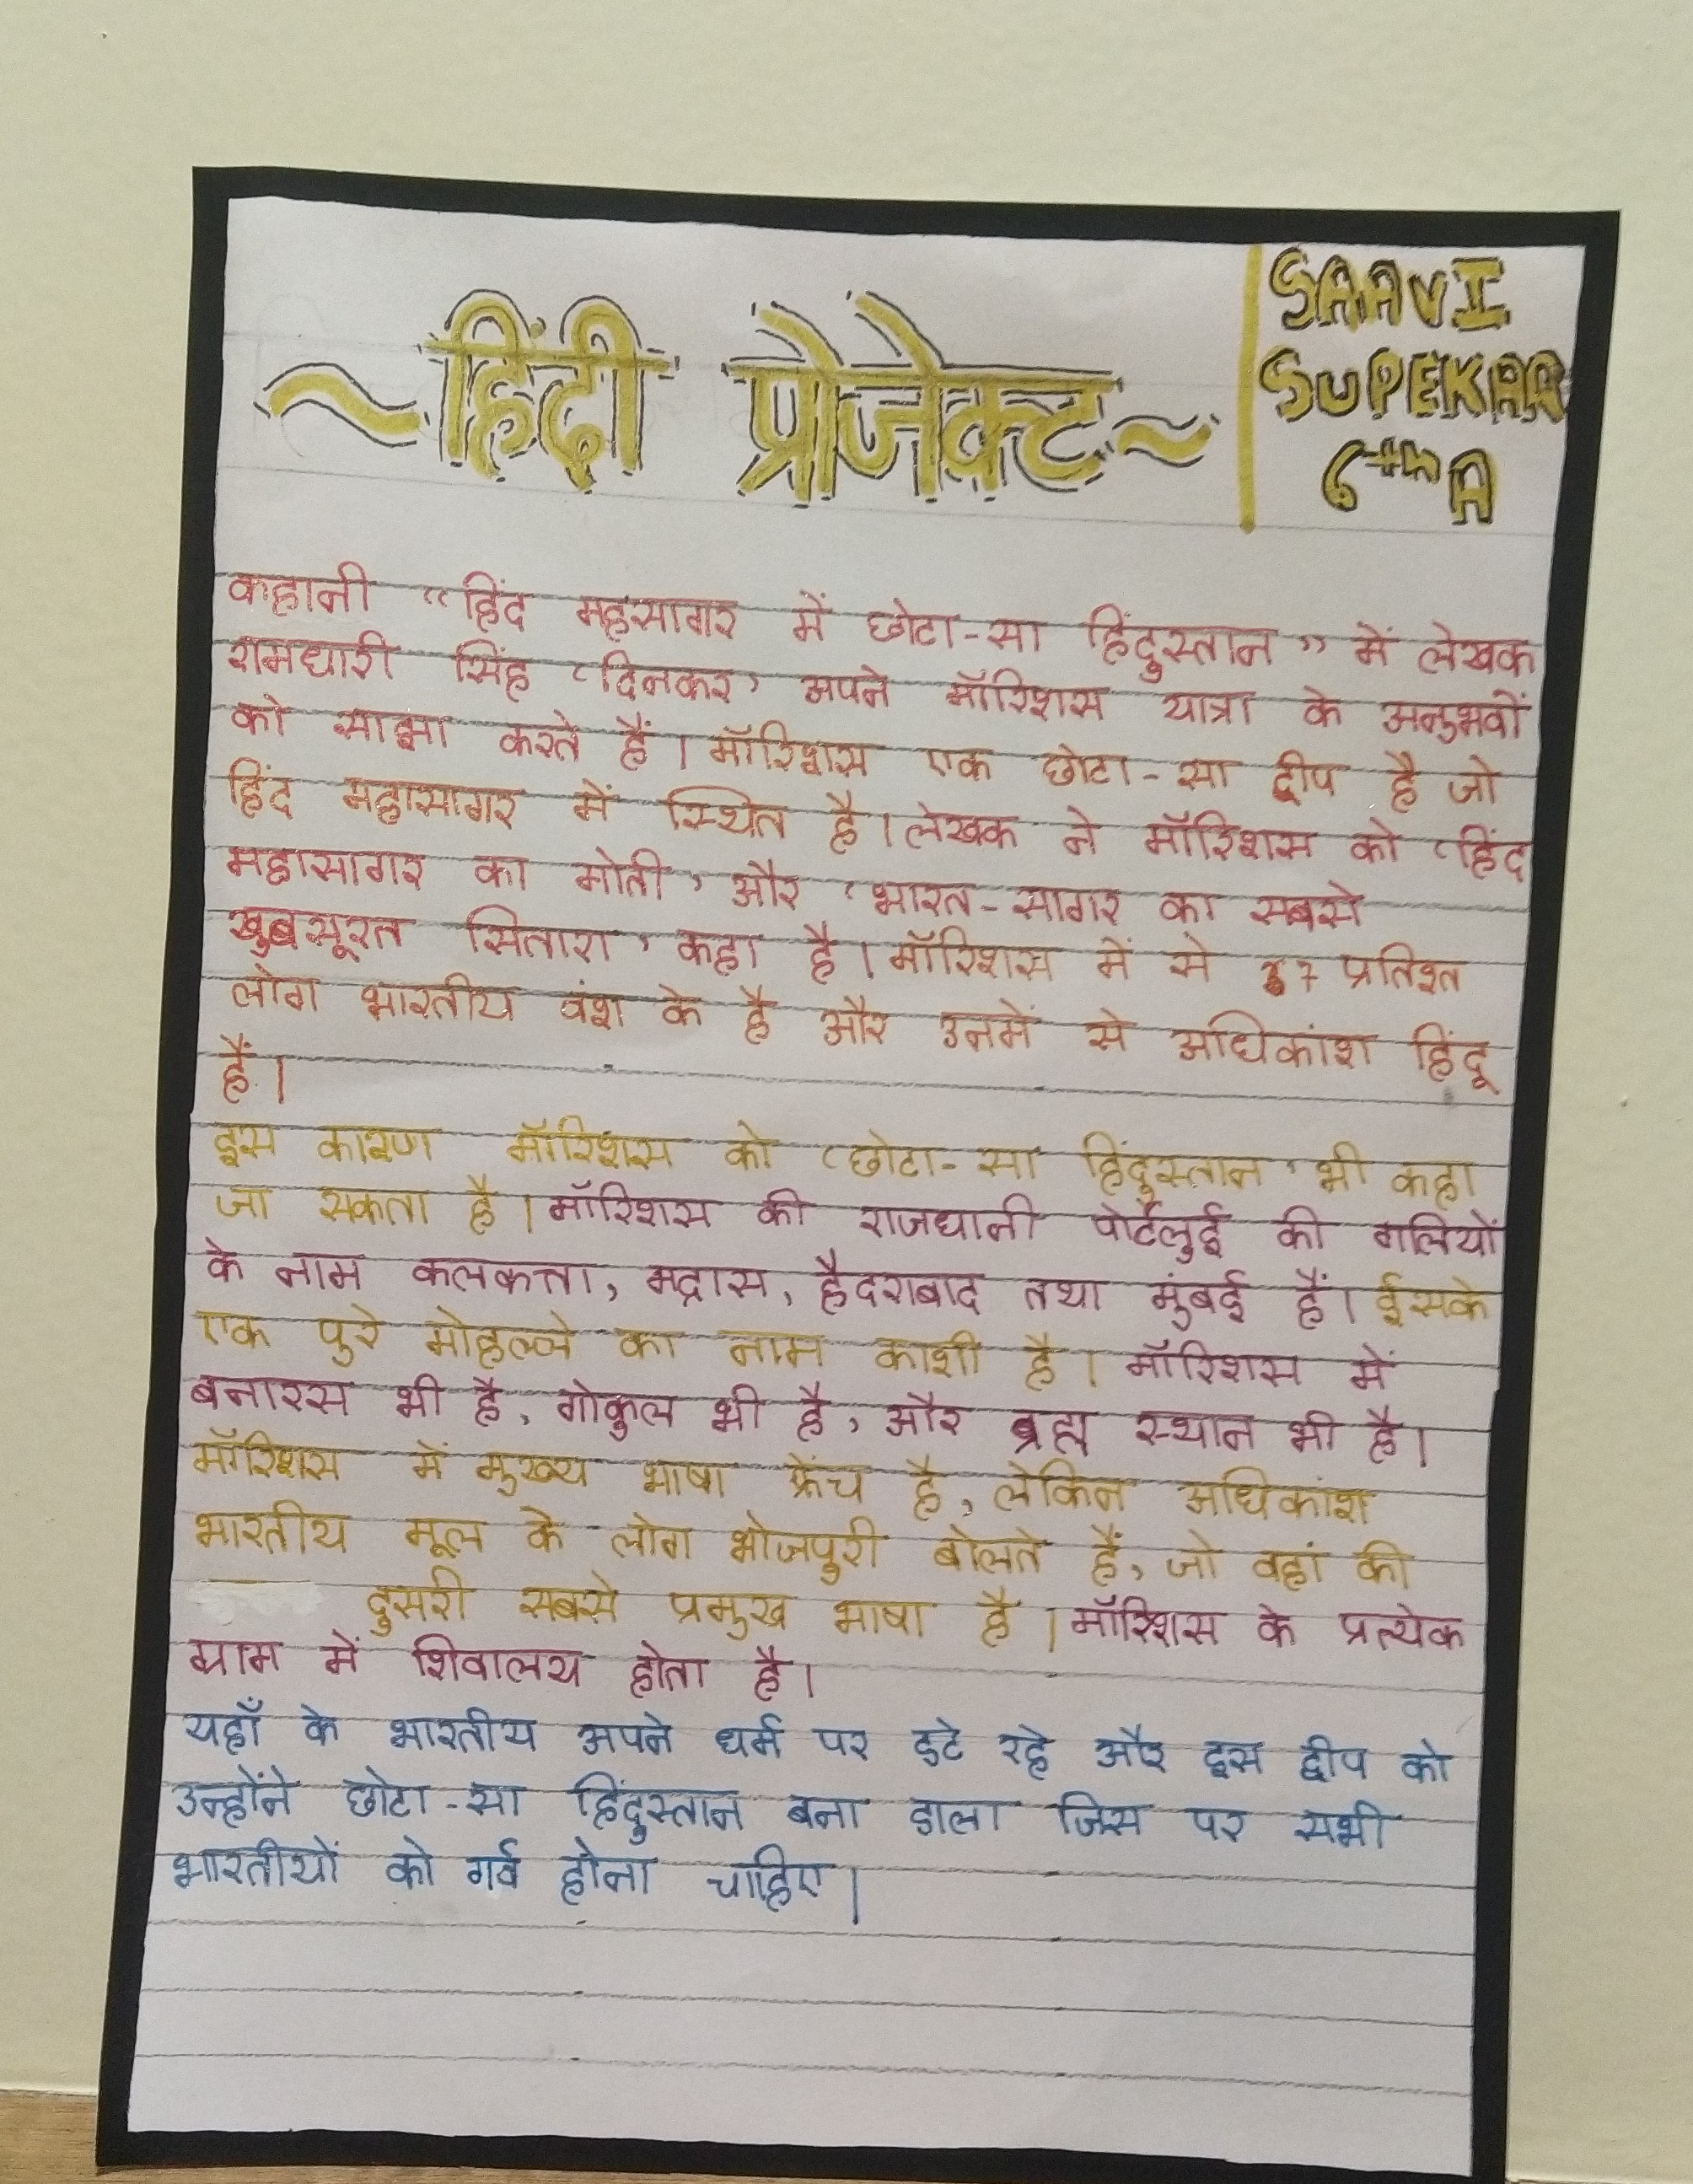 ~हिंदी प्रोजेक्ट~
SAAVI
SUPEKAR
6th A
कहानी “हिंद महसागर में छोटा-सा हिंदुस्तान” में लेखक
रामधारी सिंह ‘दिनकर’ अपने मॉरिशस यात्रा के अनुभवों
को साझा करते हैं। मॉरिशस एक छोटा-सा द्वीप है जो
हिंद महासागर में स्थित है। लेखक ने मॉरिशस को ‘हिंद
महासागर का मोती’ और ‘भारत-सागर का सबसे
खुबसूरत सितारा’ कहा है। मॉरिशस में से 67 प्रतिश्त
लोग भारतीय वंश के है और उनमें से अधिकांश हिंदू
हैं।
इस कारण मॉरिशस को ‘छोटा-सा हिंदुस्तान’ भी कहा
जा सकता है। मॉरिशस की राजधानी पोर्टलुई की गलियों
के नाम कलकत्ता, मद्रास, हैदराबाद तथा मुंबई हैं। ईसके
एक पुरे मोहल्ले का नाम काशी है। मॉरिशस में
बनारस भी है, गोकुल भी है, और ब्रह्म स्थान भी है।
मॉरिशस में मुख्य भाषा फ्रेंच है, लेकिन अधिकांश
भारतीय मूल के लोग भोजपुरी बोलते हैं, जो वहां की
दुसरी सबसे प्रमुख भाषा है। मॉरिशस के प्रत्येक
ग्राम में शिवालय होता है।
यहाँ के भारतीय अपने धर्म पर डटे रहे और इस द्वीप को
उन्होंने छोटा-सा हिंदुस्तान बना डाला जिस पर सभी
भारतीयों को गर्व होना चाहिए।